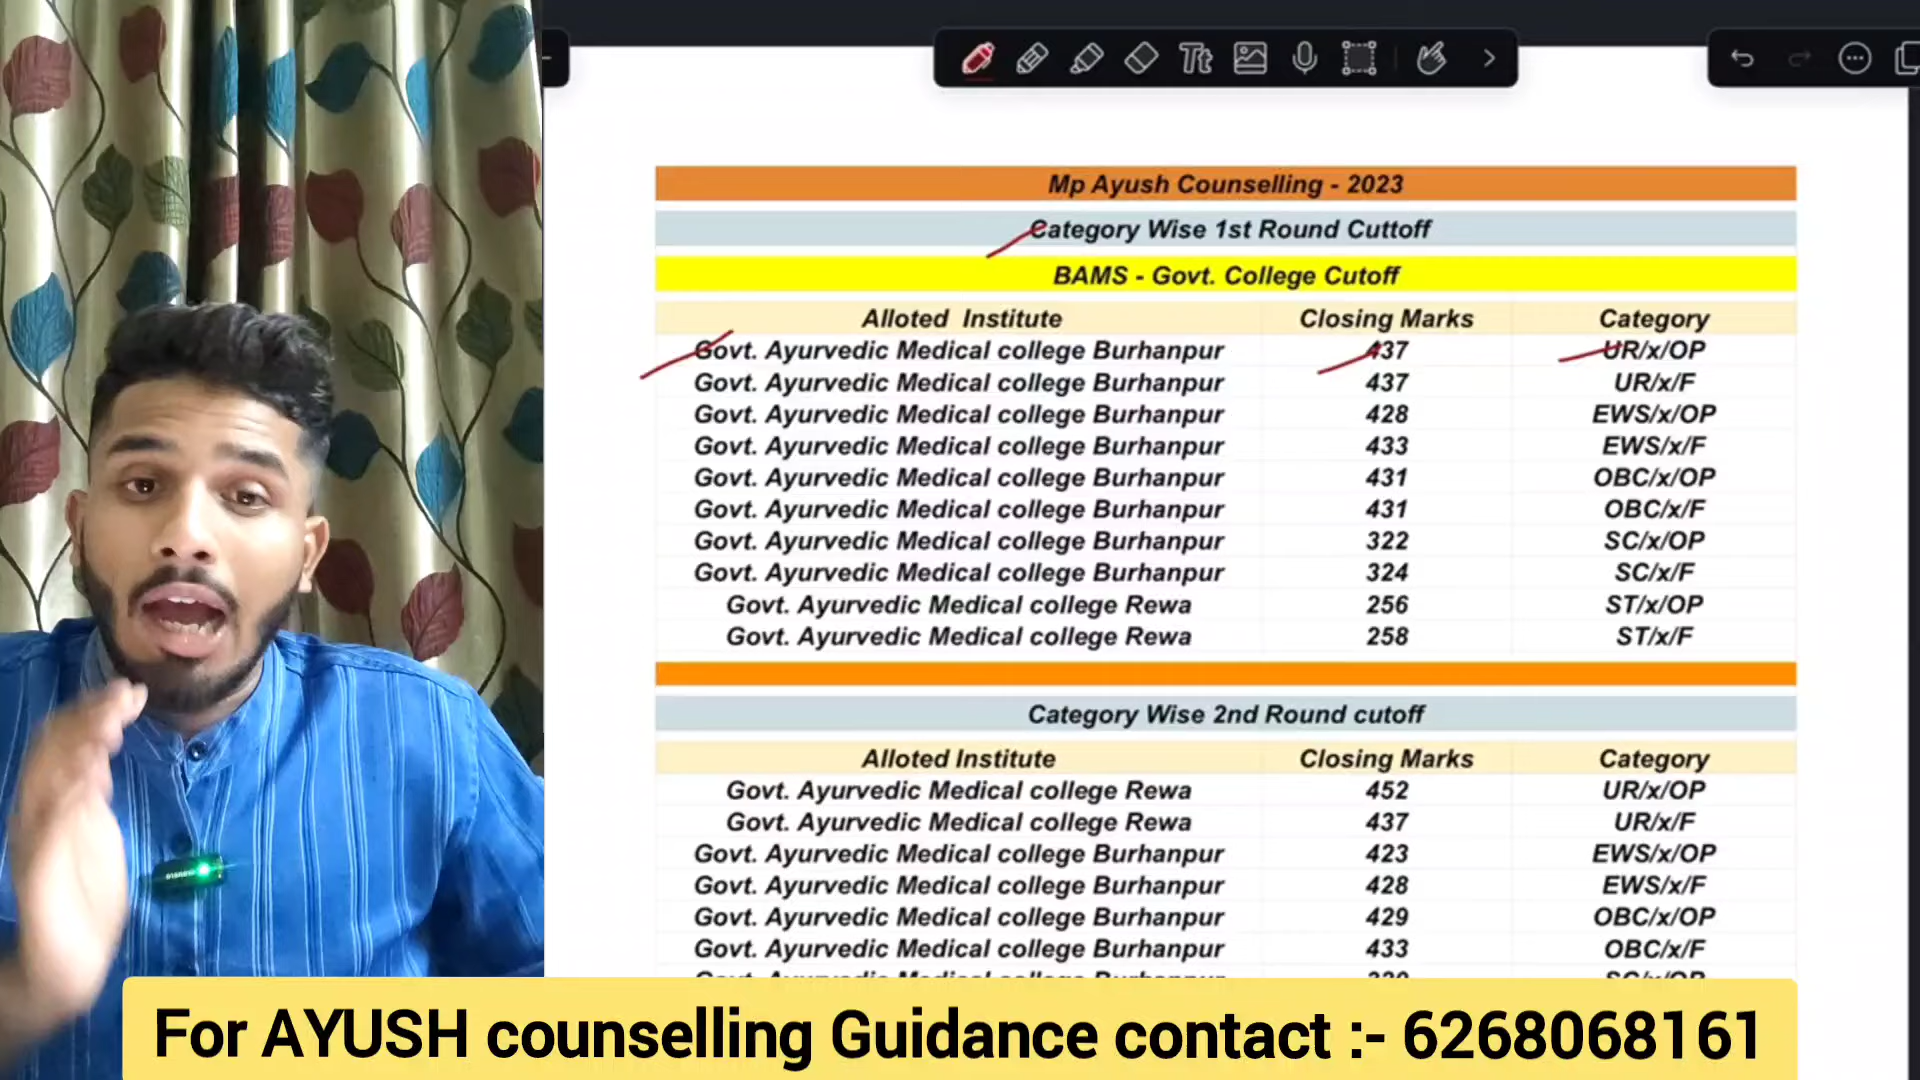 Tt
Mp Ayush Counselling - 2023
Category Wise 1st Round Cuttoff
BAMS - Govt. College Cutoff
Alloted Institute Closing Marks Category
Govt. Ayurvedic Medical college Burhanpur 437 UR/x/OP
Govt. Ayurvedic Medical college Burhanpur 437 UR/x/F
Govt. Ayurvedic Medical college Burhanpur 428 EWS/x/OP
Govt. Ayurvedic Medical college Burhanpur 433 EWS/x/F
Govt. Ayurvedic Medical college Burhanpur 431 OBC/x/OP
Govt. Ayurvedic Medical college Burhanpur 431 OBC/x/F
Govt. Ayurvedic Medical college Burhanpur 322 SC/x/OP
Govt. Ayurvedic Medical college Burhanpur 324 SC/x/F
Govt. Ayurvedic Medical college Rewa 256 ST/x/OP
Govt. Ayurvedic Medical college Rewa 258 ST/x/F
Category Wise 2nd Round cutoff
Alloted Institute Closing Marks Category
Govt. Ayurvedic Medical college Rewa 452 UR/x/OP
Govt. Ayurvedic Medical college Rewa 437 UR/x/F
Govt. Ayurvedic Medical college Burhanpur 423 EWS/x/OP
Govt. Ayurvedic Medical college Burhanpur 428 EWS/x/F
Govt. Ayurvedic Medical college Burhanpur 429 OBC/x/OP
Govt. Ayurvedic Medical college Burhanpur 433 OBC/x/F
For AYUSH counselling Guidance contact :- 6268068161